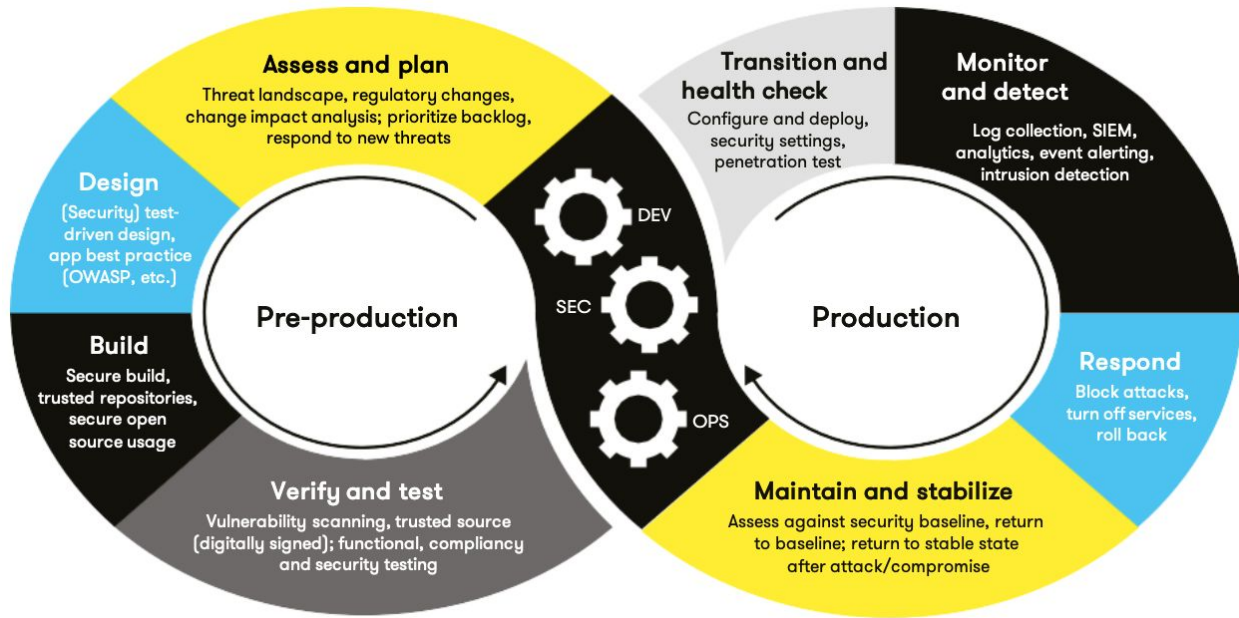 Assess and plan
Threat landscape, regulatory changes,
change impact analysis; prioritize backlog,
respond to new threats
Design
(Security) test-
driven design,
app best practice
(OWASP, etc.)
Build
Secure build,
trusted repositories,
secure open
source usage
Verify and test
Vulnerability scanning, trusted source
(digitally signed); functional, compliancy
and security testing
Pre-production
DEV
SEC
OPS
Transition and
health check
Configure and deploy,
security settings,
penetration test
Monitor
and detect
Log collection, SIEM,
analytics, event alerting,
intrusion detection
Respond
Block attacks,
turn off services,
roll back
Maintain and stabilize
Assess against security baseline, return
to baseline; return to stable state
after attack/compromise
Production